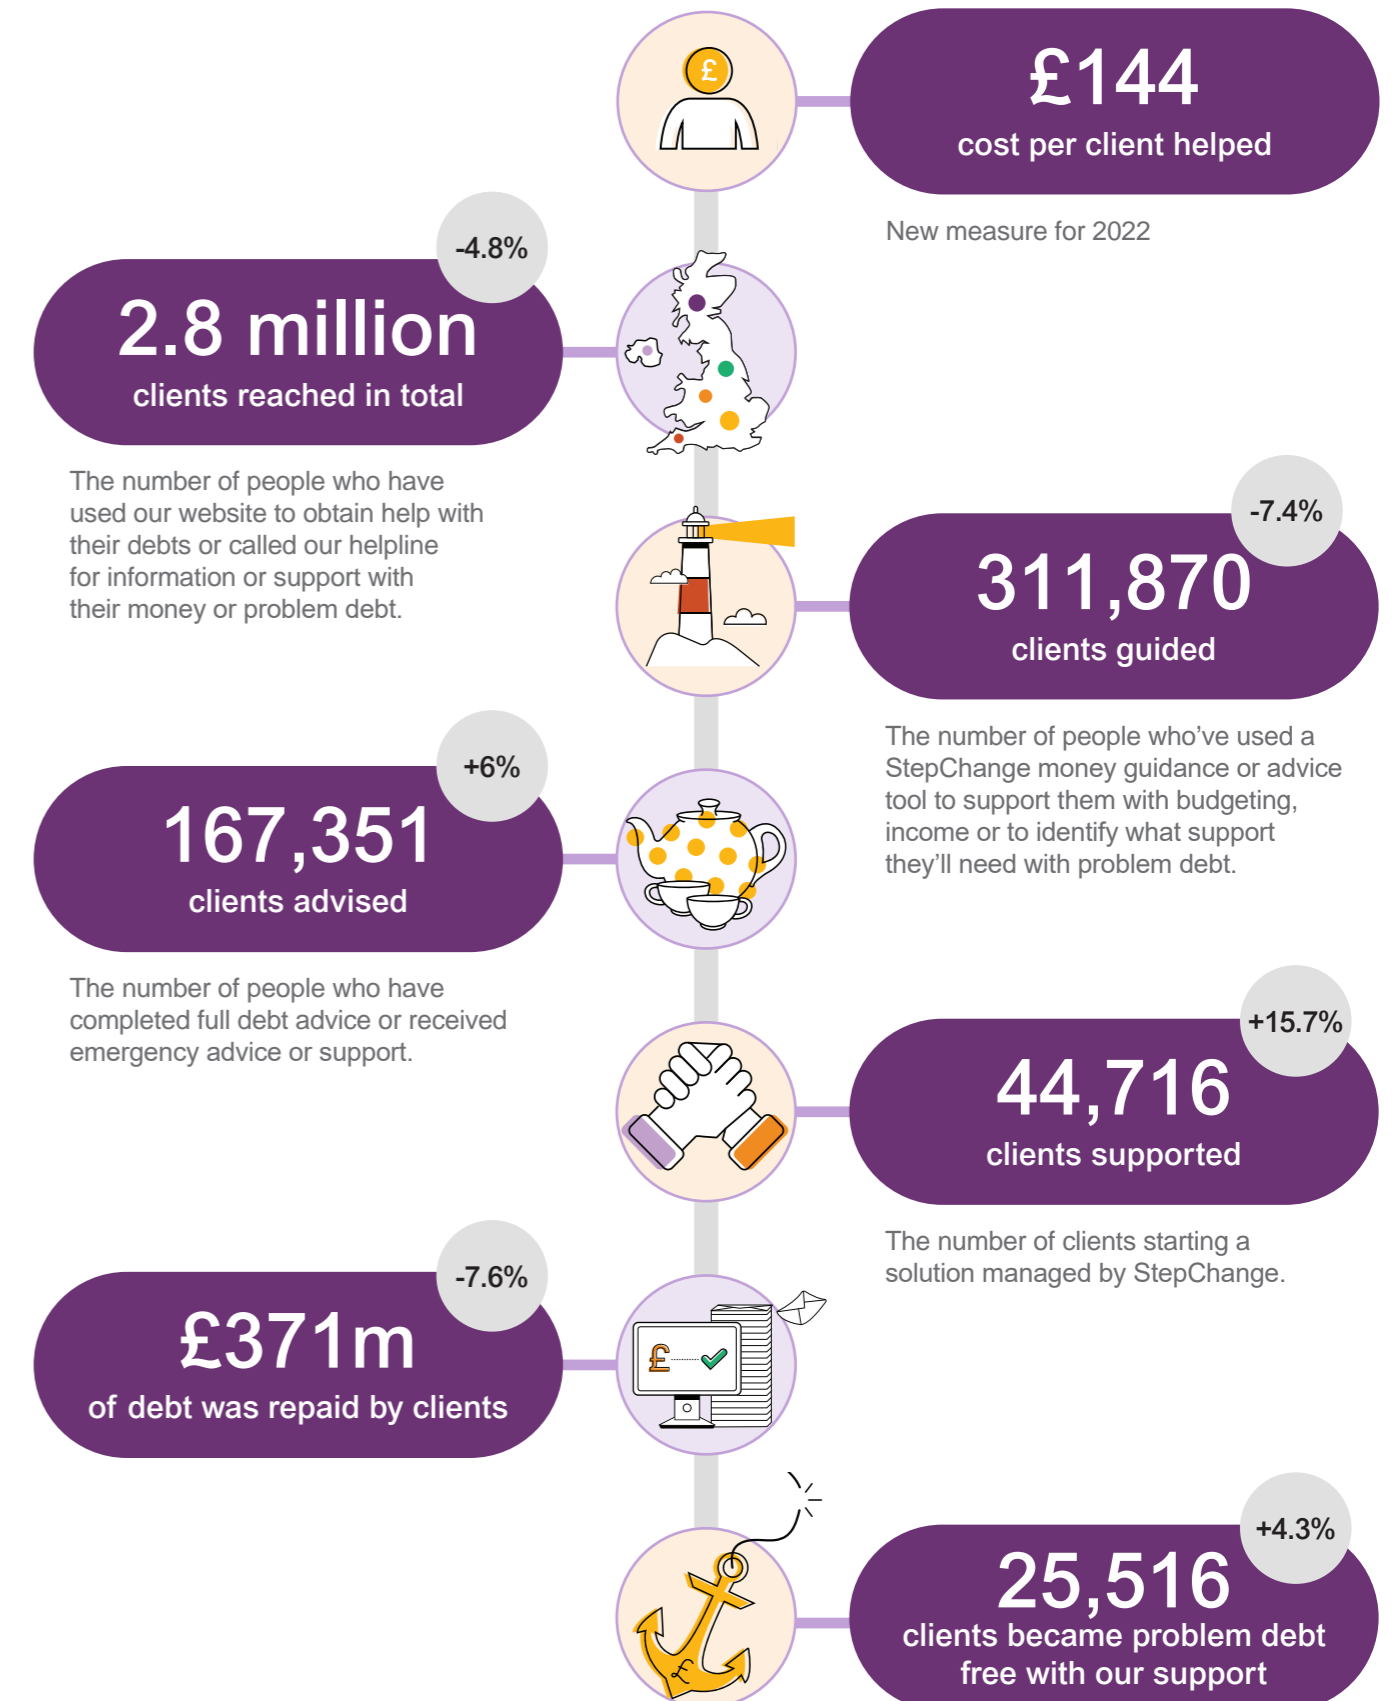 £
£144
cost per client helped
New measure for 2022
-4.8%
2.8 million
clients reached in total
The number of people who have
used our website to obtain help with
their debts or called our helpline
for information or support with
their money or problem debt.
-7.4%
311,870
clients guided
The number of people who’ve used a
StepChange money guidance or advice
tool to support them with budgeting,
income or to identify what support
they’ll need with problem debt.
+6%
167,351
clients advised
The number of people who have
completed full debt advice or received
emergency advice or support.
+15.7%
44,716
clients supported
The number of clients starting a
solution managed by StepChange.
-7.6%
£371m
of debt was repaid by clients
£
+4.3%
25,516
clients became problem debt
free with our support
£